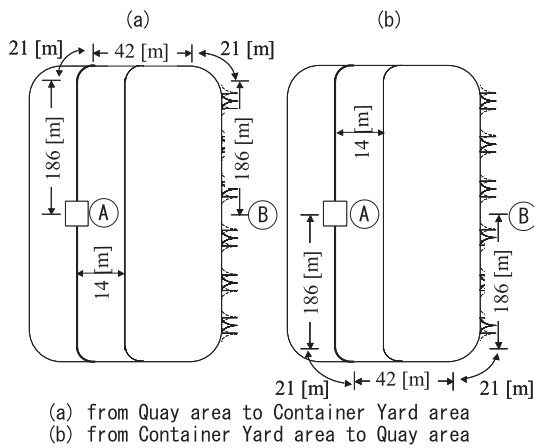 (a) (b)
21 [m] 42 [m] 21 [m]
186 [m] 186 [m]
14 [m]
A B A B
14 [m]
186 [m] 186 [m]
21 [m] 42 [m] 21 [m]
(a) from Quay area to Container Yard area
(b) from Container Yard area to Quay area